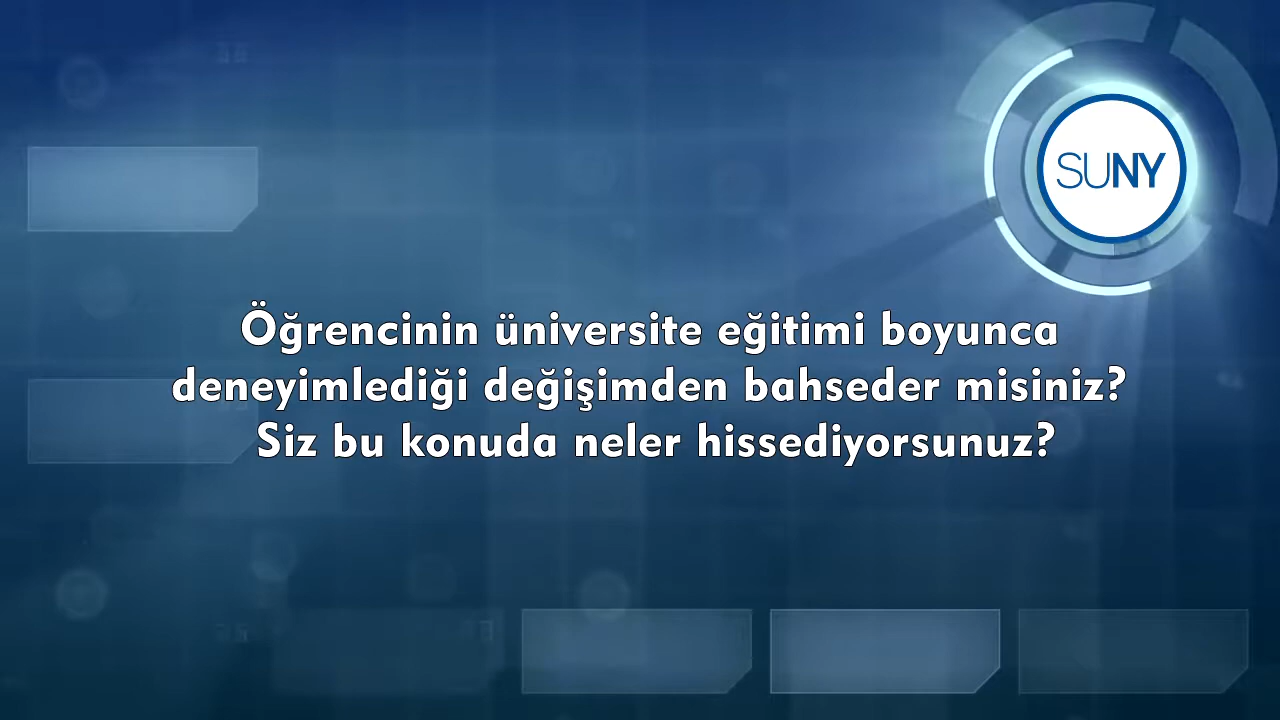 SUNY
Öğrencinin üniversite eğitimi boyunca
deneyimlediği değişimden bahseder misiniz?
Siz bu konuda neler hissediyorsunuz?